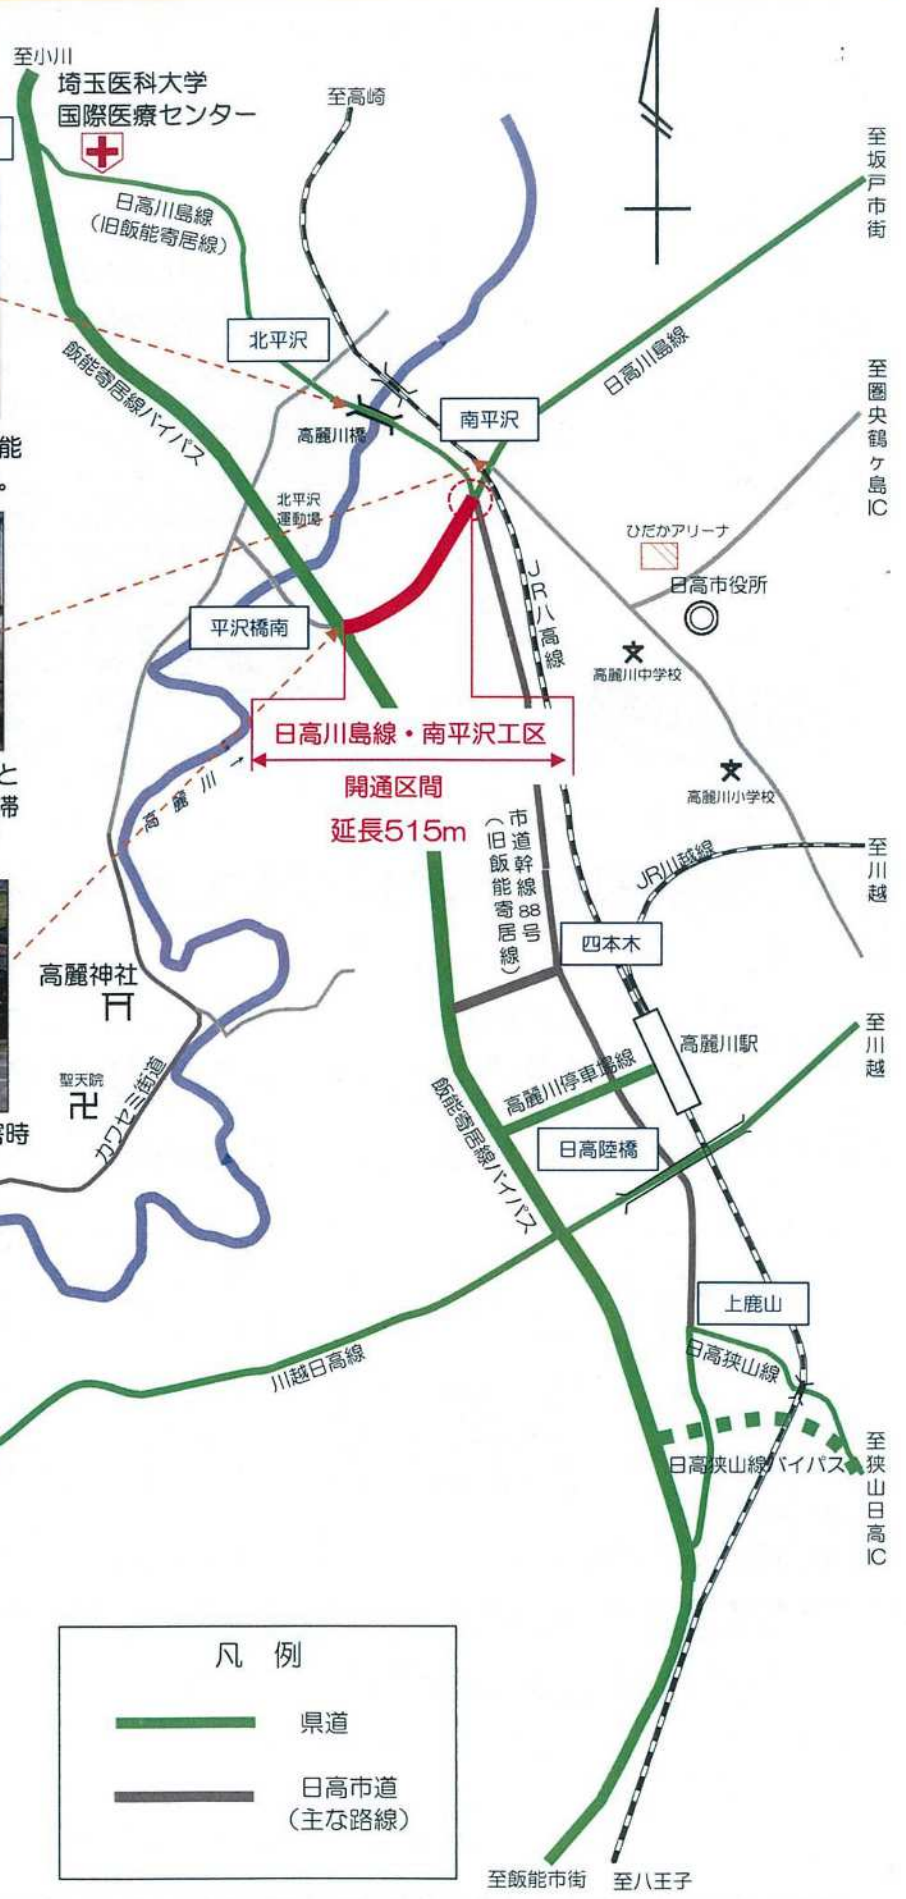 至小川
埼玉医科大学
国際医療センター
至高崎
至坂戸市街
日高川島線
(旧飯能寄居線)
北平沢
日高川島線
飯能寄居線バイパス
至圏央鶴ヶ島IC
南平沢
高麗川橋
能
。
北平沢
運動場
ひだかアリーナ
日高市役所
JR八高線
平沢橋南
高麗川中学校
日高川島線・南平沢工区
開通区間
延長515m
高麗川→
高麗川小学校
と
帯
市道幹線88号
(旧飯能寄居線)
JR川越線
至川越
四本木
高麗神社
高麗川駅
至川越
聖天院
カワセミ街道
飯能寄居線バイパス
高麗川停車場線
時
日高陸橋
上鹿山
川越日高線
日高狭山線
日高狭山線バイパス
至狭山日高IC
凡 例
県道
日高市道
(主な路線)
至飯能市街
至八王子